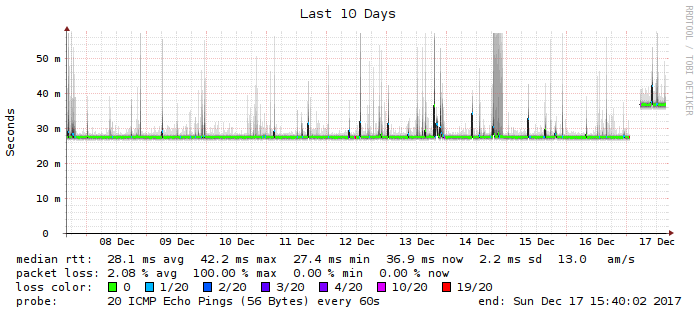 Last 10 Days
RRDTOOL / TOBI OETIKER
Seconds
50 m
40 m
30 m
20 m
10 m
0
08 Dec 09 Dec 10 Dec 11 Dec 12 Dec 13 Dec 14 Dec 15 Dec 16 Dec 17 Dec
median rtt: 28.1 ms avg 42.2 ms max 27.4 ms min 36.9 ms now 2.2 ms sd 13.0 am/s
packet loss: 2.08 % avg 100.00 % max 0.00 % min 0.00 % now
loss color: 0 1/20 2/20 3/20 4/20 10/20 19/20
probe: 20 ICMP Echo Pings (56 Bytes) every 60s end: Sun Dec 17 15:40:02 2017